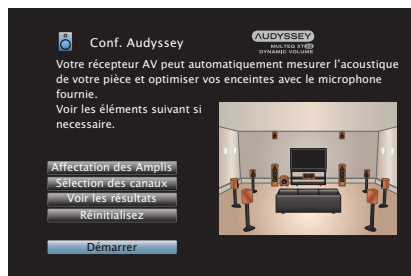 Conf. Audyssey
AUDYSSEY
MULTEQ XT32
DYNAMIC VOLUME
Votre récepteur AV peut automatiquement mesurer l'acoustique
de votre pièce et optimiser vos enceintes avec le microphone
fournie.
Voir les éléments suivant si
necessaire.
Affectation des Amplis
Sélection des canaux
Voir les résultats
Réinitialisez
Démarrer